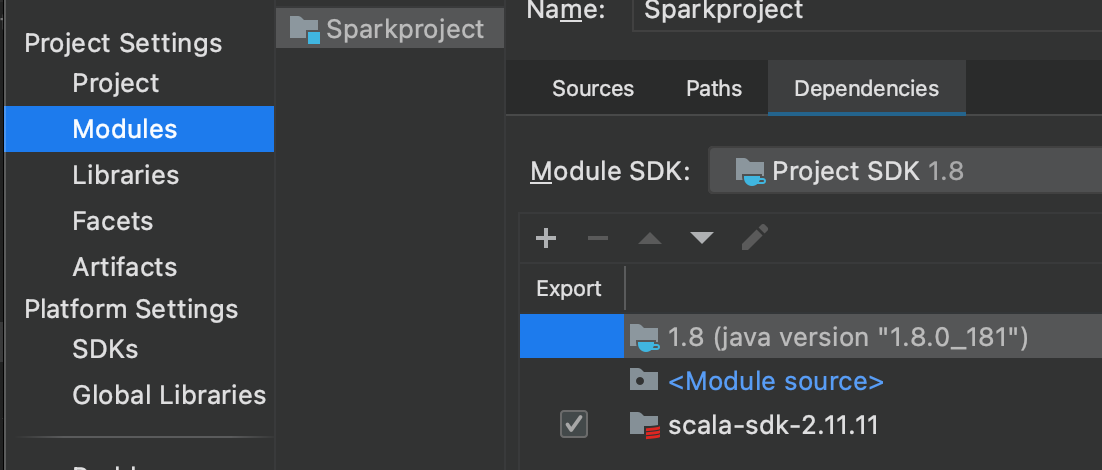 Project Settings
Project
Modules
Libraries
Facets
Artifacts
Platform Settings
SDKs
Global Libraries
Sparkproject
Name: Sparkproject
Sources Paths Dependencies
Module SDK: Project SDK 1.8
Export
1.8 (java version "1.8.0_181")
<Module source>
scala-sdk-2.11.11